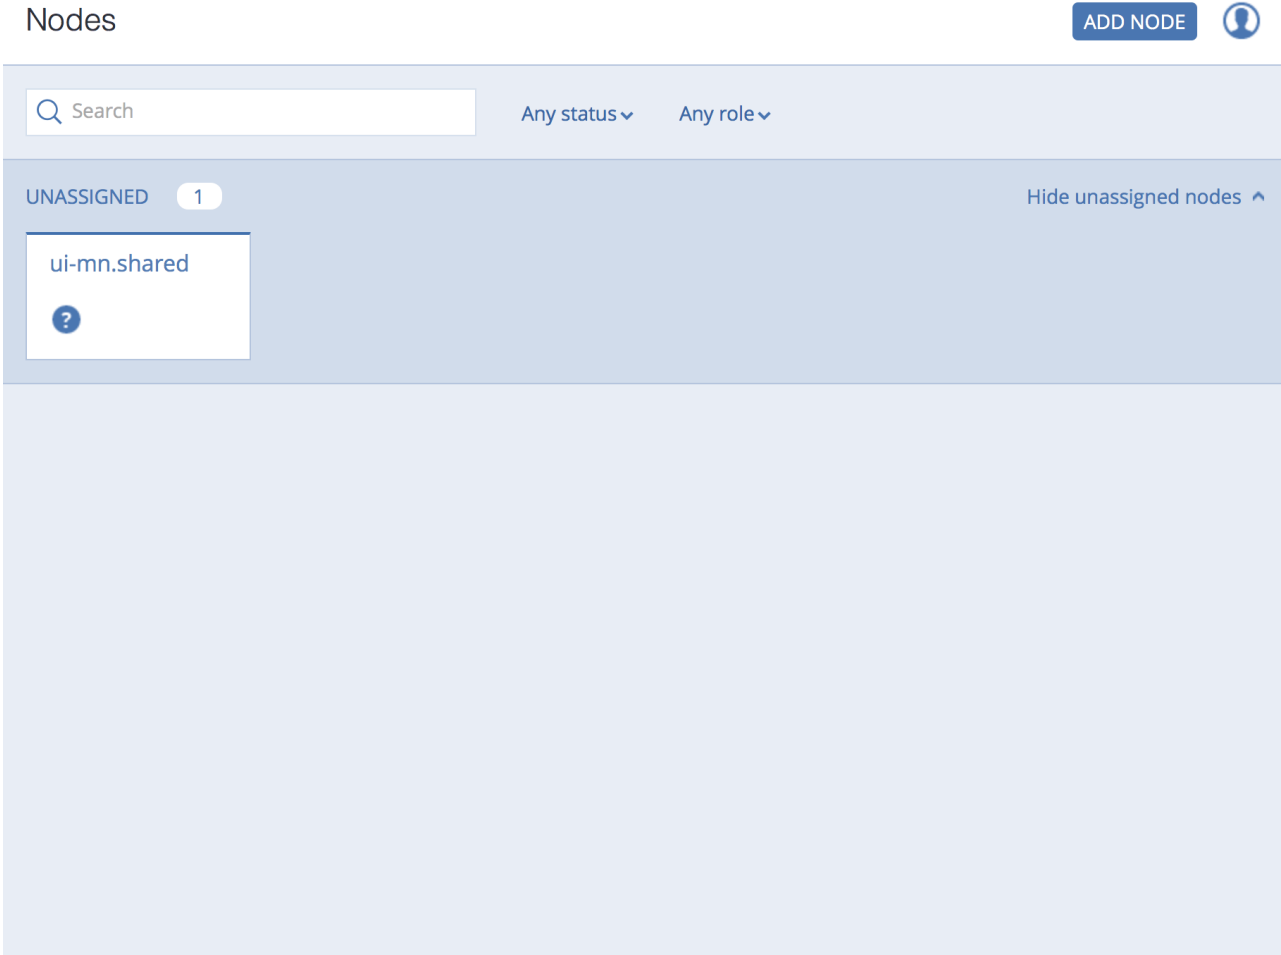 Nodes
ADD NODE
Search
Any status
Any role
UNASSIGNED 1
Hide unassigned nodes
ui-mn.shared
?